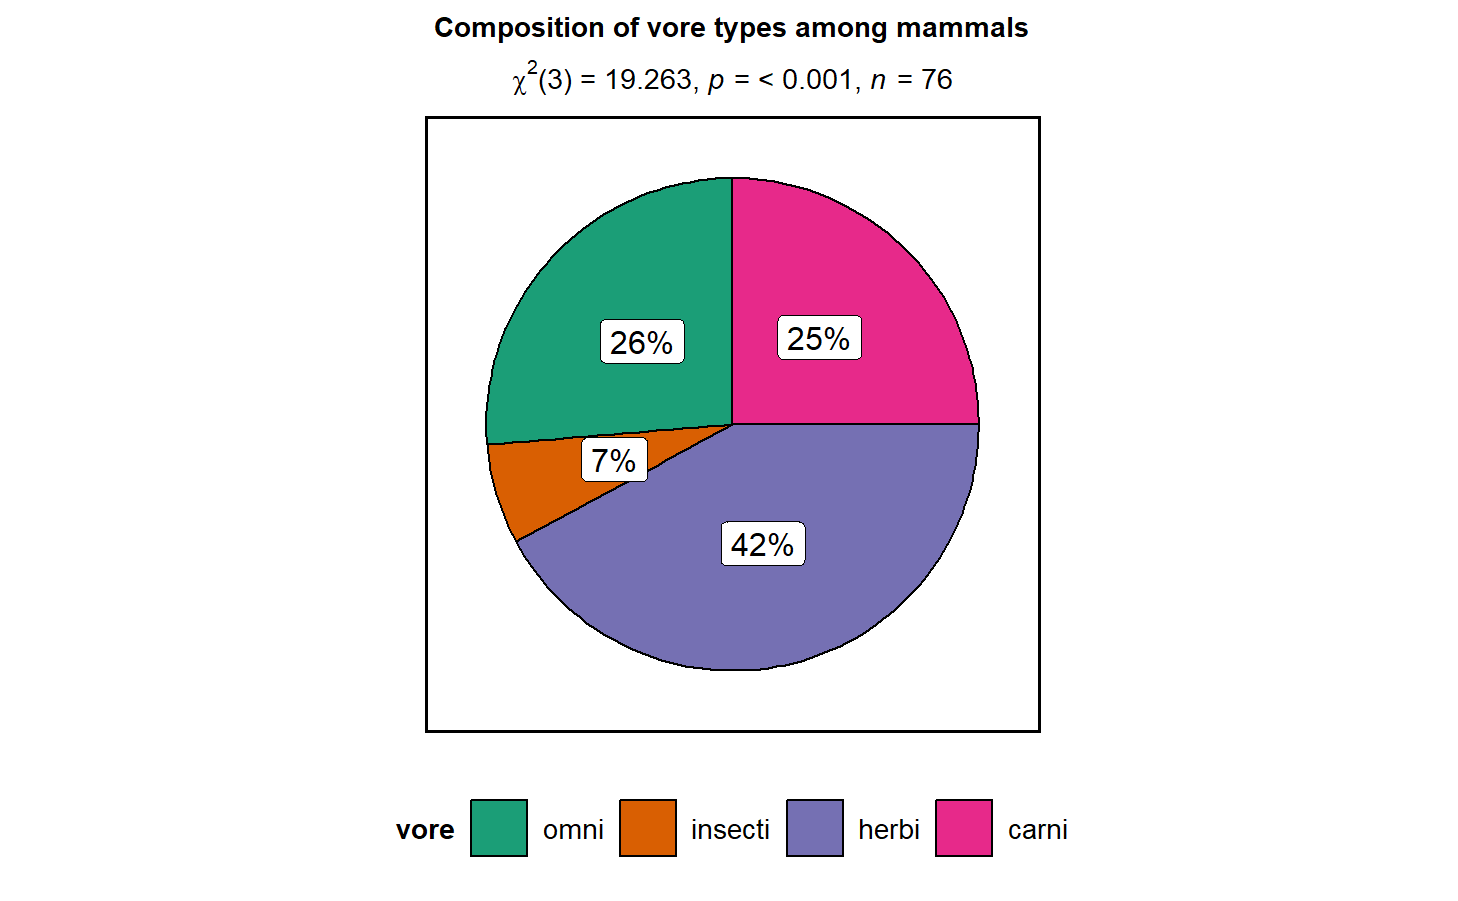 Composition of vore types among mammals
χ²(3) = 19.263, p = < 0.001, n = 76
26%
25%
7%
42%
vore omni insecti herbi carni